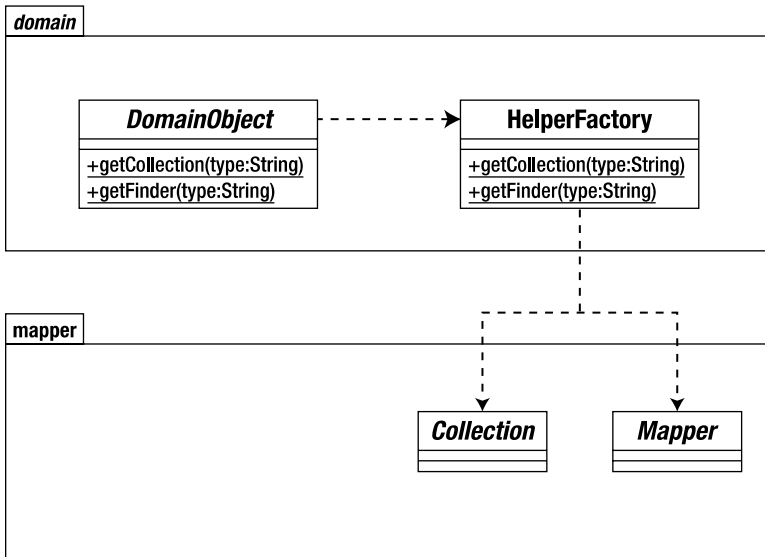 domain
DomainObject
+getCollection(type:String)
+getFinder(type:String)
HelperFactory
+getCollection(type:String)
+getFinder(type:String)
mapper
Collection
Mapper